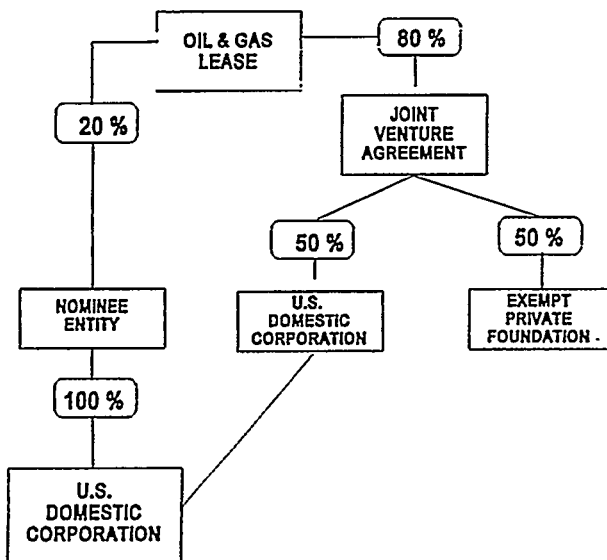 OIL & GAS
LEASE
80 %
20 %
JOINT
VENTURE
AGREEMENT
50 %
50 %
NOMINEE
ENTITY
U.S.
DOMESTIC
CORPORATION
EXEMPT
PRIVATE
FOUNDATION
100 %
U.S.
DOMESTIC
CORPORATION